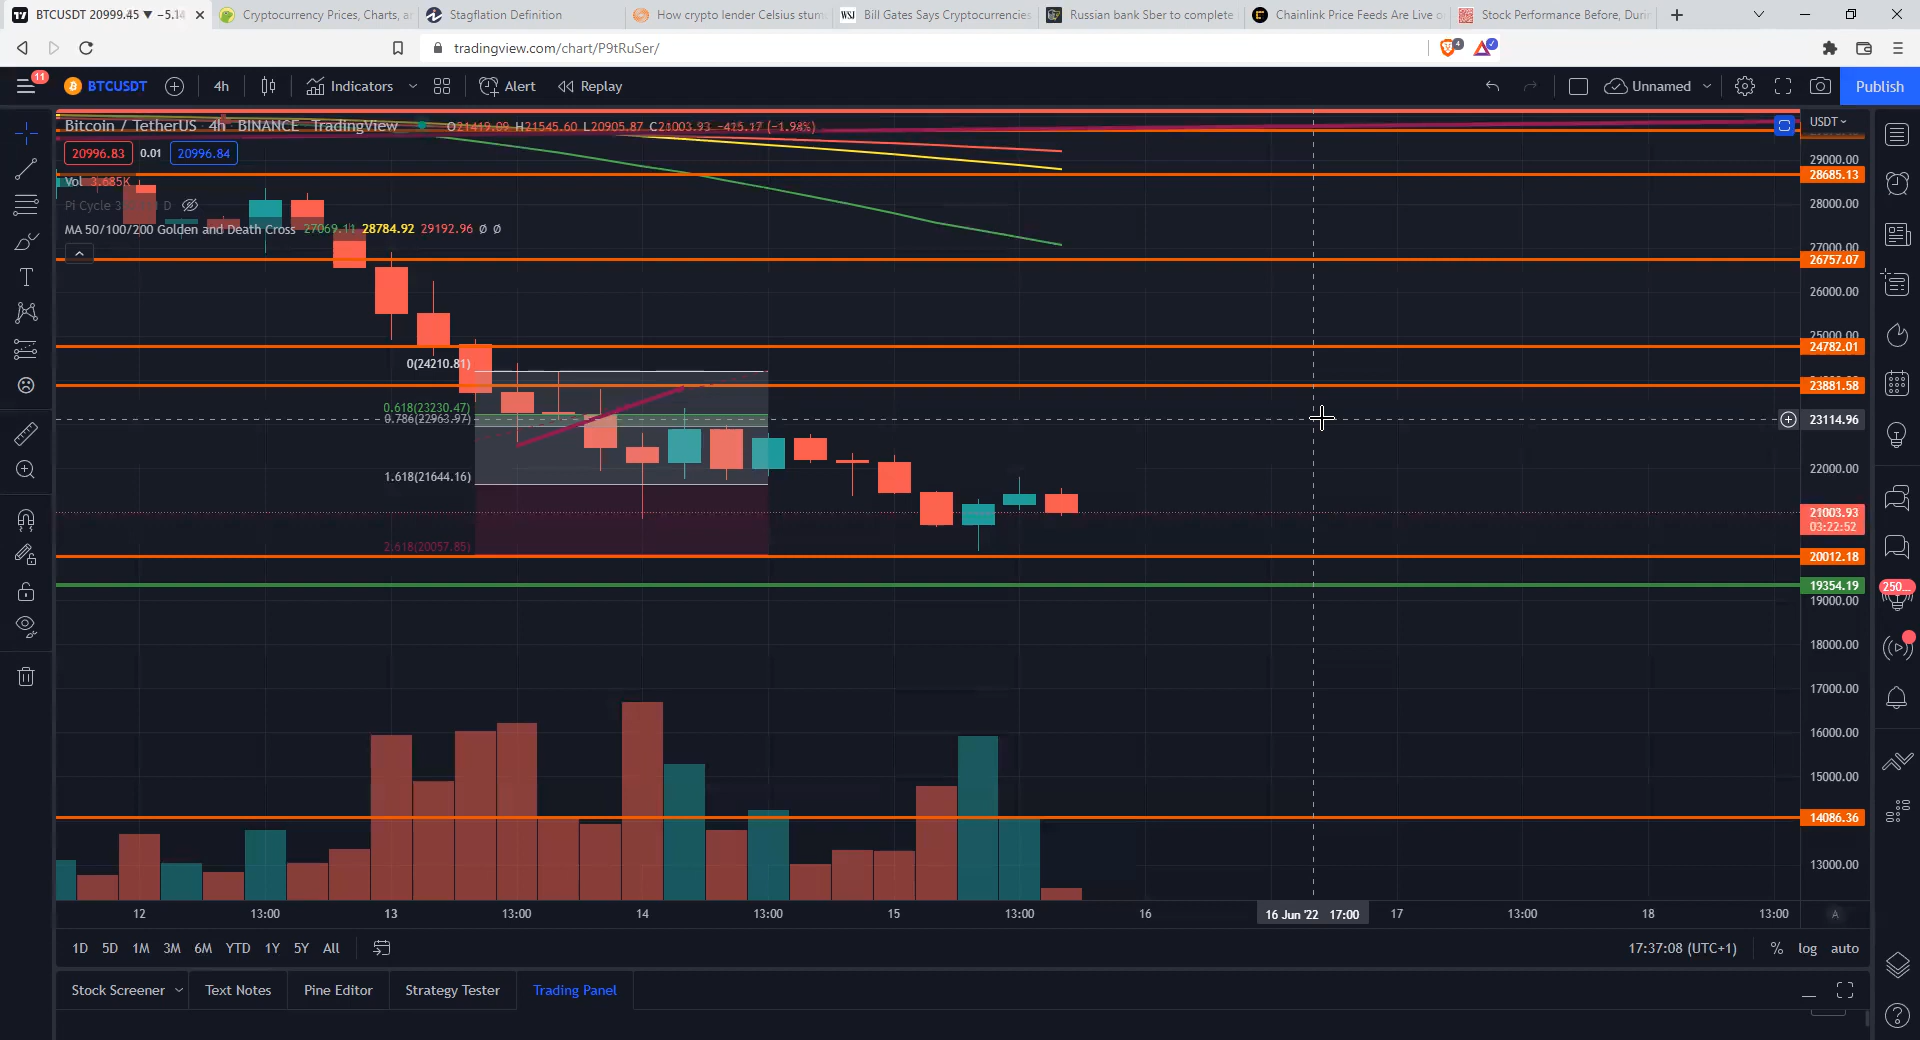 BTCUSDT 20999.45 ▼ −5.14
Cryptocurrency Prices, Charts, a
Stagflation Definition
How crypto lender Celsius stum
WSJ Bill Gates Says Cryptocurrencies
Russian bank Sber to complete
Chainlink Price Feeds Are Live o
Stock Performance Before, Duri
tradingview.com/chart/P9tRuSer/
4
11
BTCUSDT
4h
Indicators
Alert
Replay
Unnamed
Publish
Bitcoin / TetherUS 4h BINANCE TradingView
O21419.09 H21545.60 L20905.87 C21003.93 −415.17 (−1.94%)
USDT
20996.83 0.01 20996.84
Vol 3.685K
Pi Cycle
D
MA 50/100/200 Golden and Death Cross 27069.11 28784.92 29192.96 Ø Ø
29000.00
28685.13
28000.00
27000.00
26757.07
26000.00
25000.00
24782.01
23881.58
23114.96
22000.00
21003.93
03:22:52
20012.18
19354.19
19000.00
18000.00
17000.00
16000.00
15000.00
14086.36
13000.00
0(24210.81)
0.618(23230.47)
0.786(22963.97)
1.618(21644.16)
2.618(20057.85)
250
12 13:00 13 13:00 14 13:00 15 13:00 16 16 Jun '22 17:00 17 13:00 18 13:00 A
1D 5D 1M 3M 6M YTD 1Y 5Y All
17:37:08 (UTC+1) % log auto
Stock Screener Text Notes Pine Editor Strategy Tester Trading Panel